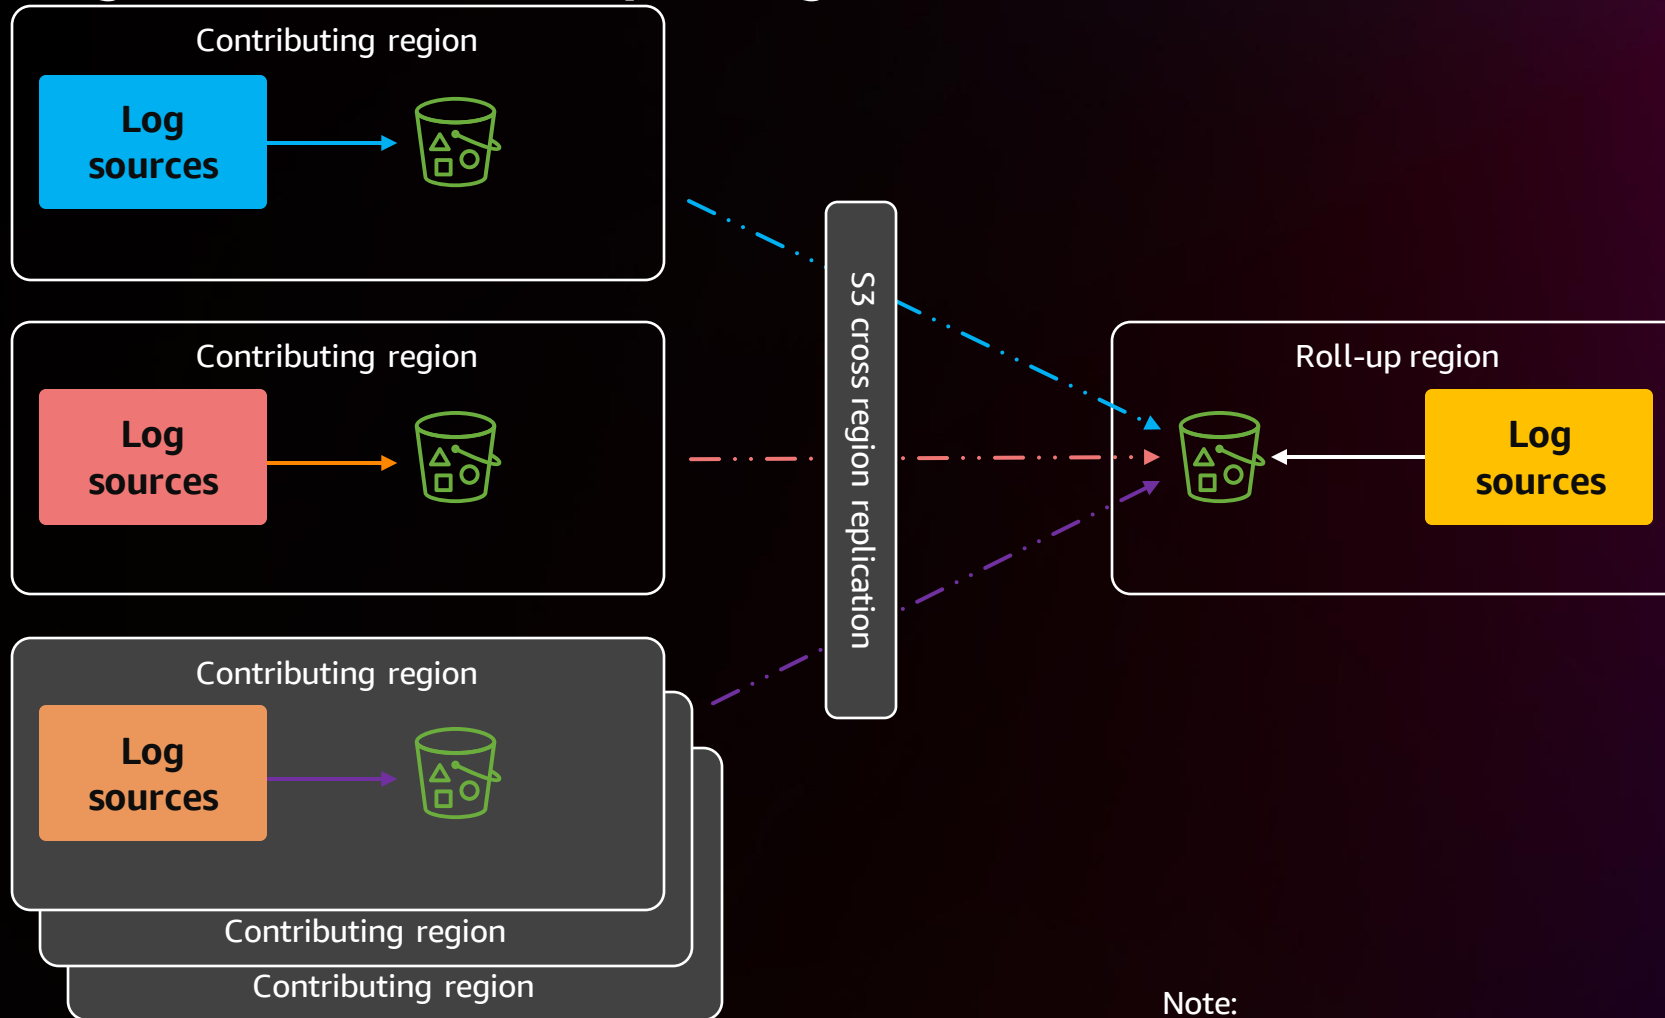 Contributing region
Log
sources
Contributing region
Log
sources
Contributing region
Log
sources
Contributing region
Contributing region
S3 cross region replication
Roll-up region
Log
sources
Note: